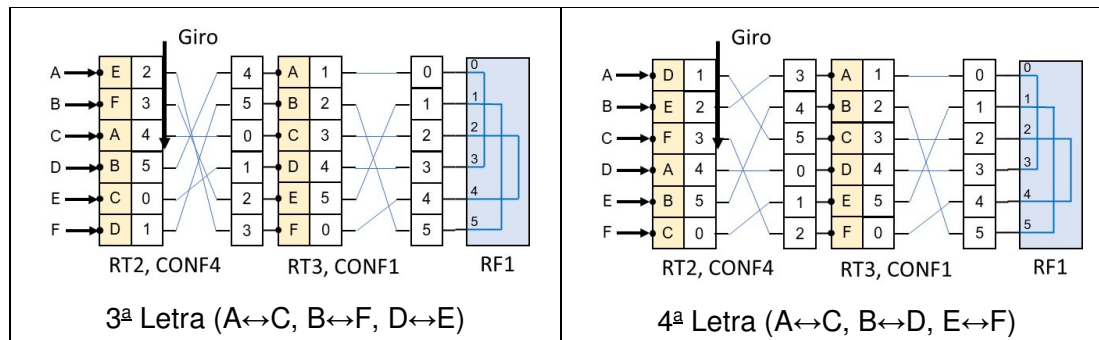 Giro
A E 2 4 A 1 0 0
B F 3 5 B 2 1 1
C A 4 0 C 3 2 2
D B 5 1 D 4 3 3
E C 0 2 E 5 4 4
F D 1 3 F 0 5 5
RT2, CONF4 RT3, CONF1 RF1
3ª Letra (A↔C, B↔F, D↔E)
Giro
A D 1 3 A 1 0 0
B E 2 4 B 2 1 1
C F 3 5 C 3 2 2
D A 4 0 D 4 3 3
E B 5 1 E 5 4 4
F C 0 2 F 0 5 5
RT2, CONF4 RT3, CONF1 RF1
4ª Letra (A↔C, B↔D, E↔F)